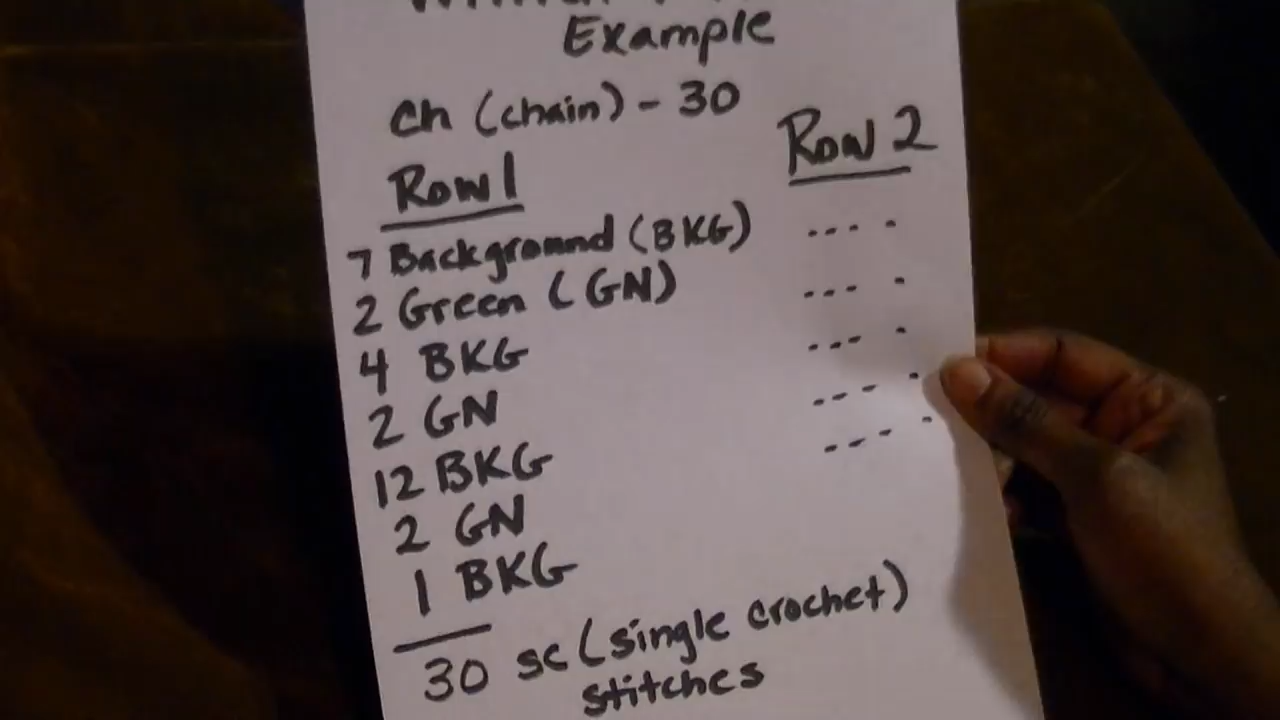 Example
Ch (chain) - 30
Row 1
Row 2
7 Background (BKG)
2 Green (GN)
4 BKG
2 GN
12 BKG
2 GN
1 BKG
30 sc (single crochet)
stitches